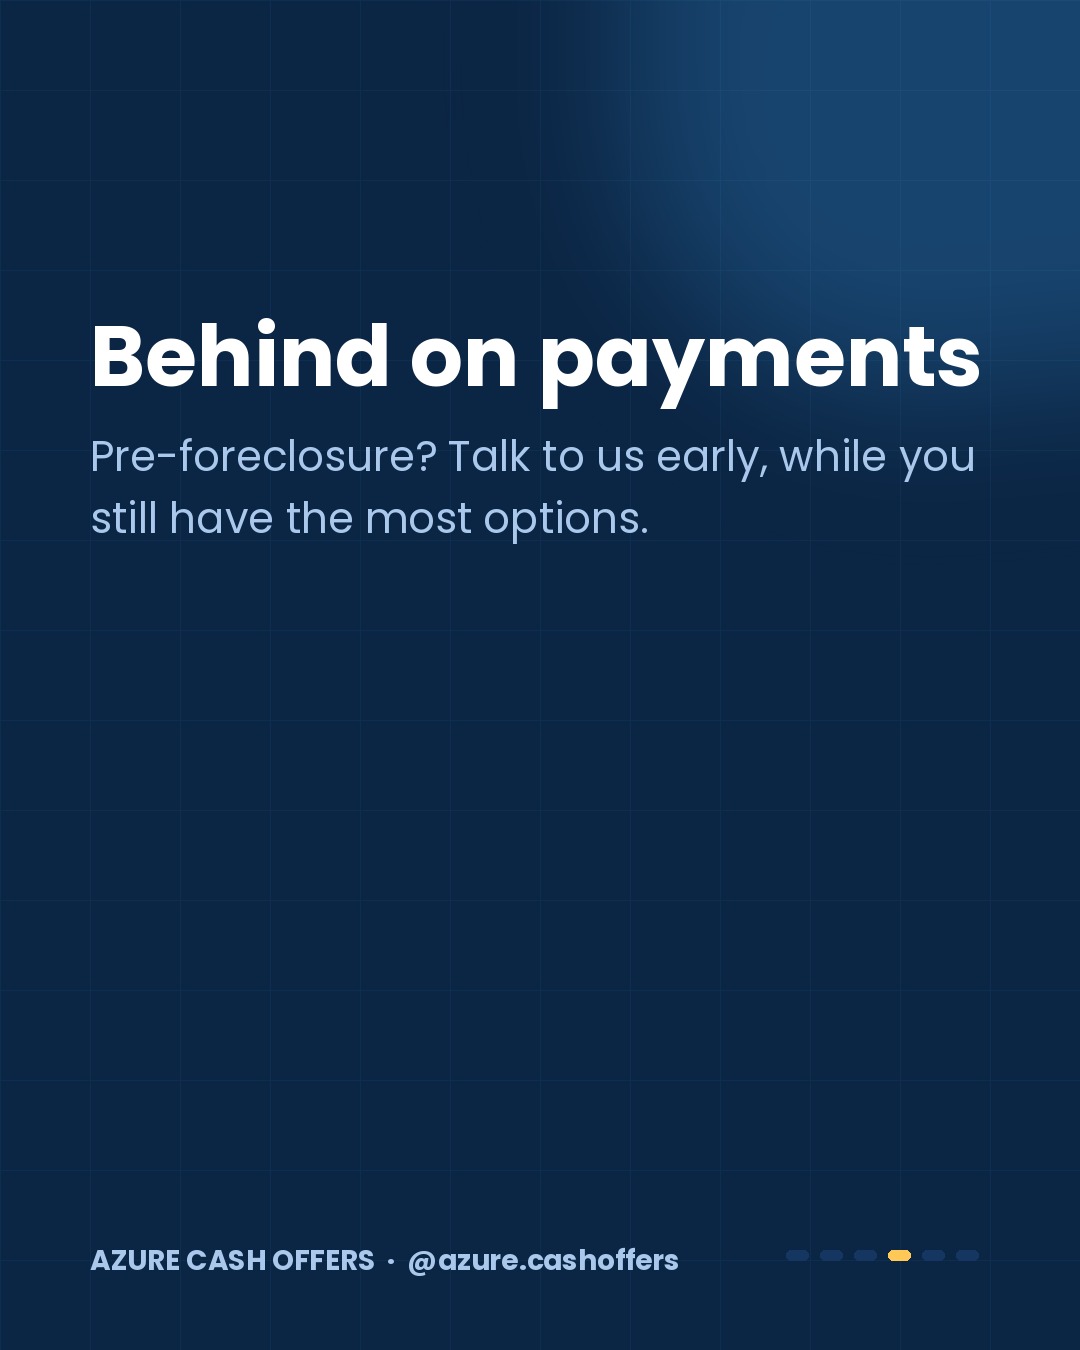 Behind on payments
Pre-foreclosure? Talk to us early, while you
still have the most options.
AZURE CASH OFFERS · @azure.cashoffers